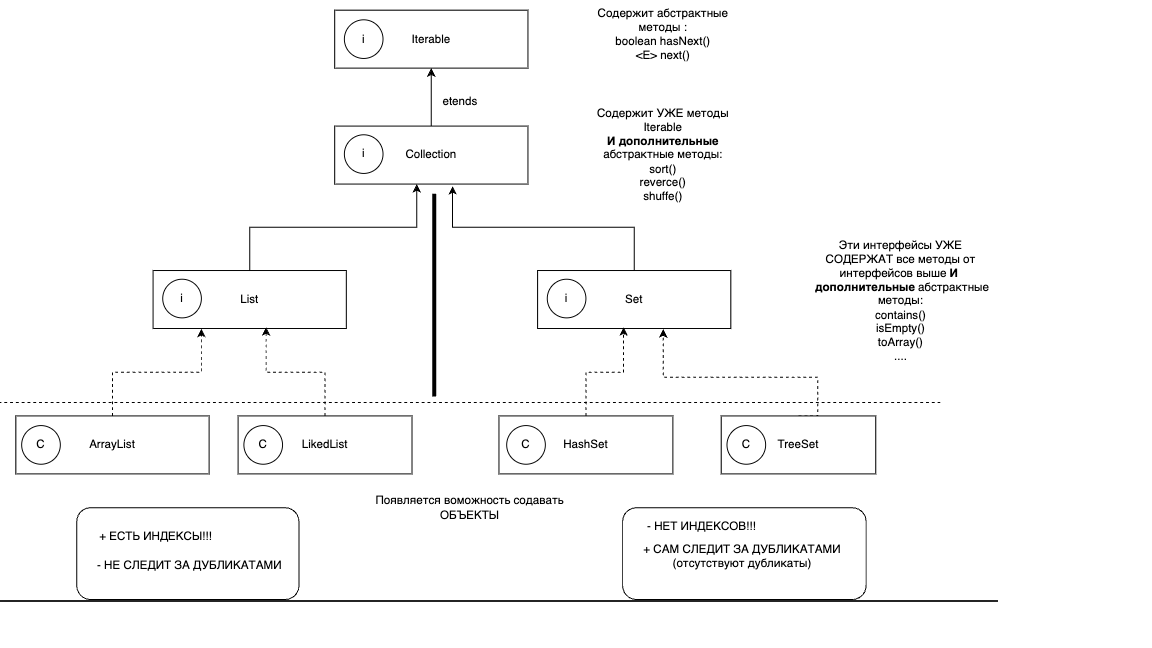 i
Iterable
Содержит абстрактные
методы :
boolean hasNext()
<E> next()
etends
i
Collection
Содержит УЖЕ методы
Iterable
И дополнительные
абстрактные методы:
sort()
reverce()
shuffe()
i
List
i
Set
Эти интерфейсы УЖЕ
СОДЕРЖАТ все методы от
интерфейсов выше И
дополнительные абстрактные
методы:
contains()
isEmpty()
toArray()
....
C
ArrayList
C
LikedList
C
HashSet
C
TreeSet
Появляется воможность содавать
ОБЪЕКТЫ
+ ЕСТЬ ИНДЕКСЫ!!!
- НЕ СЛЕДИТ ЗА ДУБЛИКАТАМИ
- НЕТ ИНДЕКСОВ!!!
+ САМ СЛЕДИТ ЗА ДУБЛИКАТАМИ
(отсутствуют дубликаты)